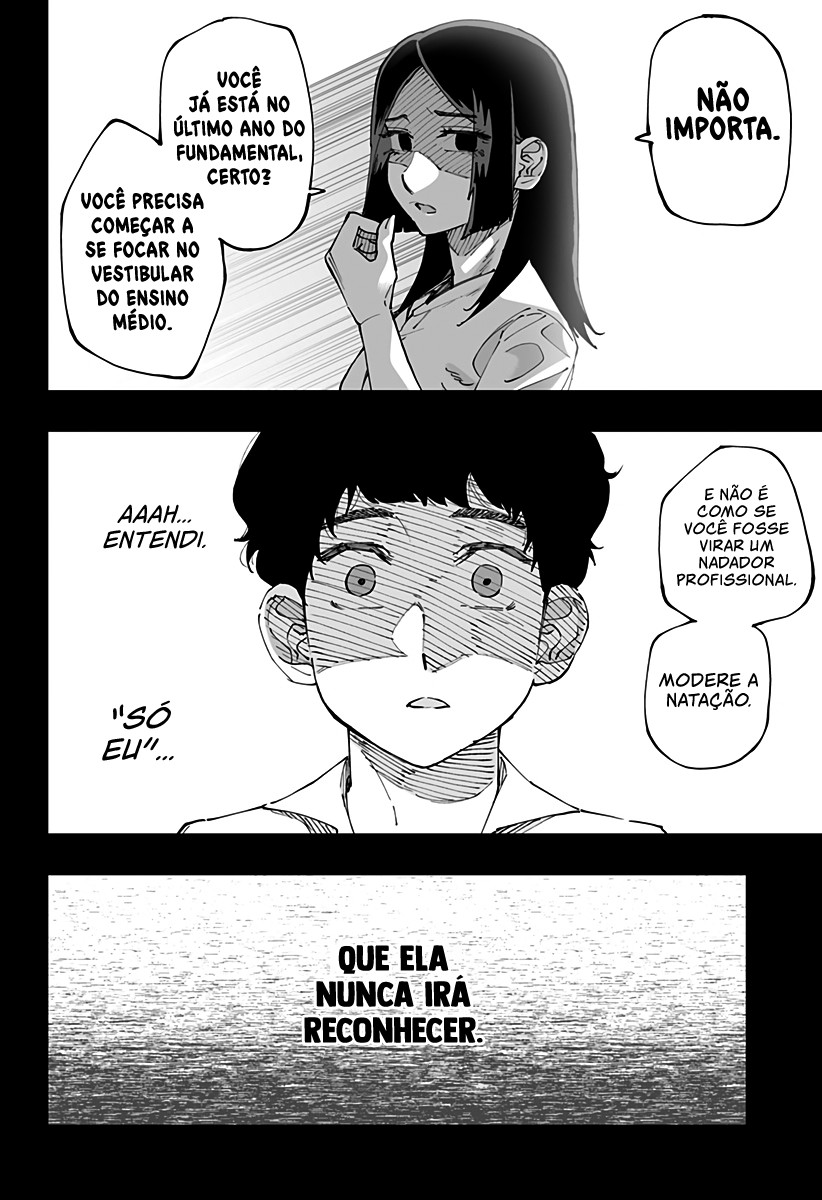 NÃO
IMPORTA.
VOCÊ
JÁ ESTÁ NO
ÚLTIMO ANO DO
FUNDAMENTAL,
CERTO?
VOCÊ PRECISA
COMEÇAR A
SE FOCAR NO
VESTIBULAR
DO ENSINO
MÉDIO.
E NÃO É
COMO SE
VOCÊ FOSSE
VIRAR UM
NADADOR
PROFISSIONAL.
MODERE A
NATAÇÃO.
AAAH...
ENTENDI.
"SÓ
EU"...
QUE ELA
NUNCA IRÁ
RECONHECER.